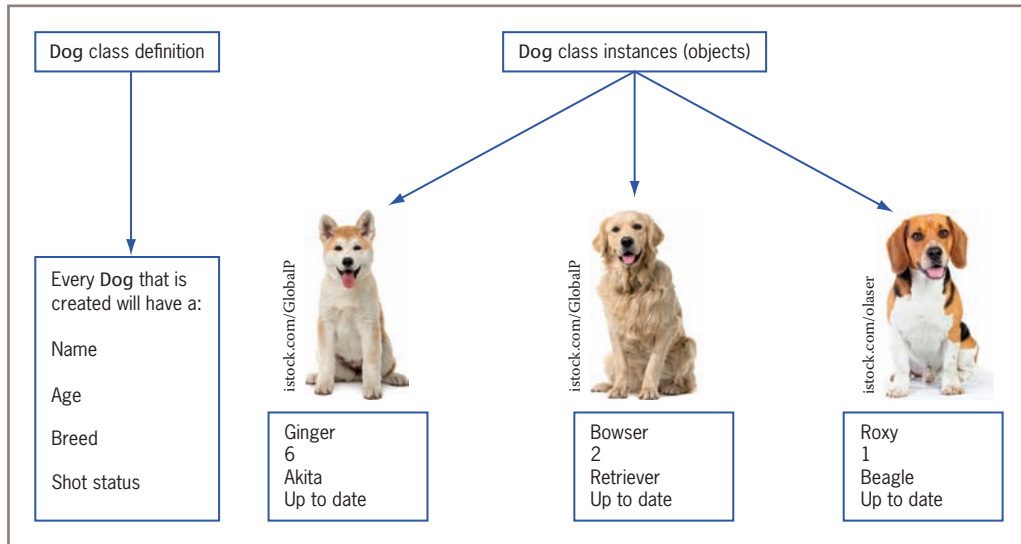 Dog class definition
Dog class instances (objects)
Every Dog that is
created will have a:
Name
Age
Breed
Shot status
istock.com/GlobalP
Ginger
6
Akita
Up to date
istock.com/GlobalP
Bowser
2
Retriever
Up to date
istock.com/olaser
Roxy
1
Beagle
Up to date